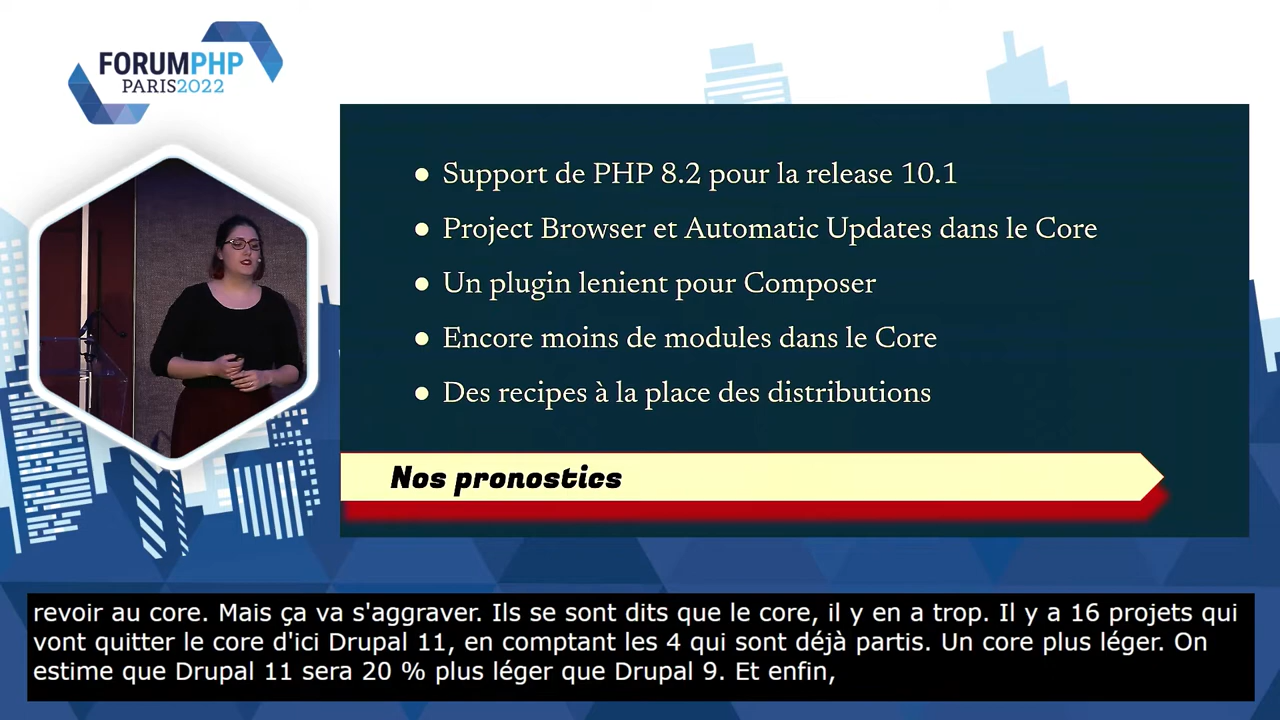 FORUMPHP
PARIS2022
● Support de PHP 8.2 pour la release 10.1
● Project Browser et Automatic Updates dans le Core
● Un plugin lenient pour Composer
● Encore moins de modules dans le Core
● Des recipes à la place des distributions
Nos pronostics
revoir au core. Mais ça va s'aggraver. Ils se sont dits que le core, il y en a trop. Il y a 16 projets qui
vont quitter le core d'ici Drupal 11, en comptant les 4 qui sont déjà partis. Un core plus léger. On
estime que Drupal 11 sera 20 % plus léger que Drupal 9. Et enfin,